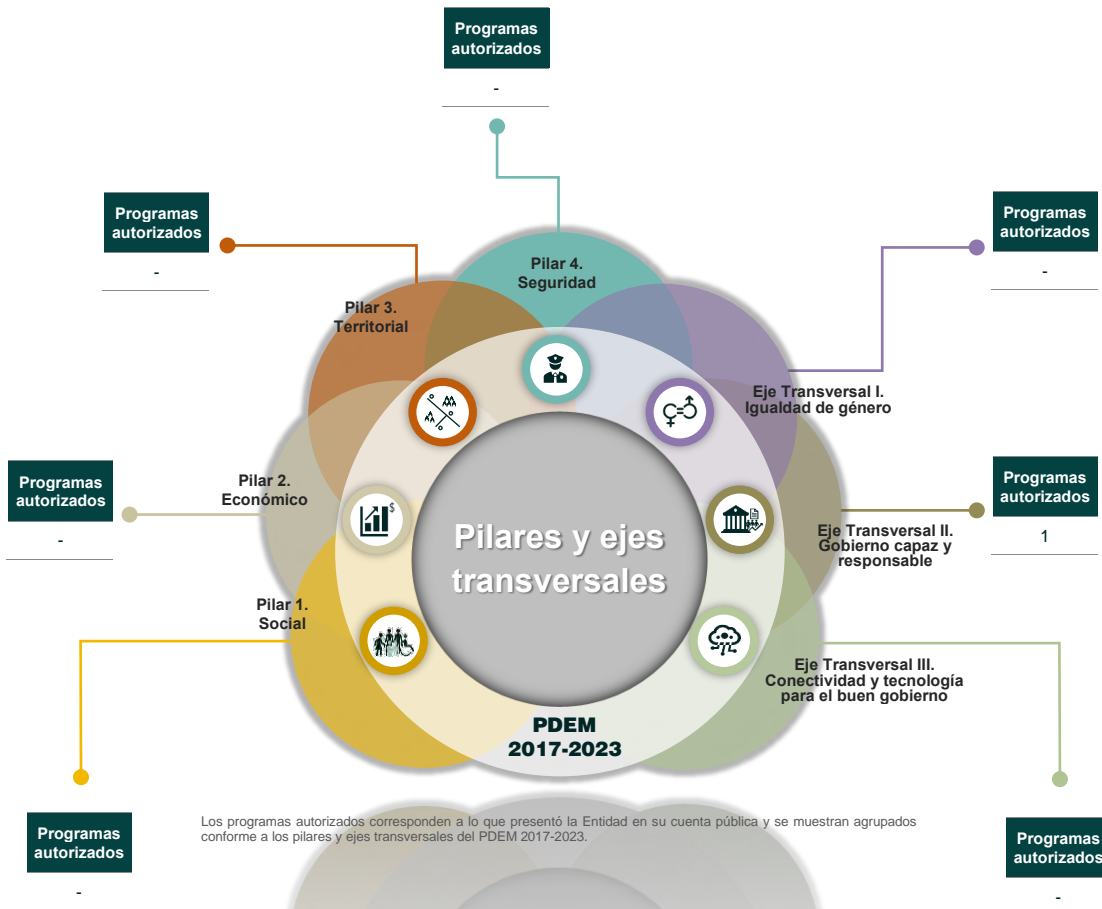 Programas
autorizados
-
Programas
autorizados
-
Programas
autorizados
-
Pilar 4.
Seguridad
Pilar 3.
Territorial
Eje Transversal I.
Igualdad de género
Programas
autorizados
-
Pilar 2.
Económico
$
Programas
autorizados
1
Eje Transversal II.
Gobierno capaz y
responsable
Pilares y ejes
transversales
Pilar 1.
Social
Eje Transversal III.
Conectividad y tecnología
para el buen gobierno
PDEM
2017-2023
Programas
autorizados
-
Los programas autorizados corresponden a lo que presentó la Entidad en su cuenta pública y se muestran agrupados
conforme a los pilares y ejes transversales del PDEM 2017-2023.
Programas
autorizados
-